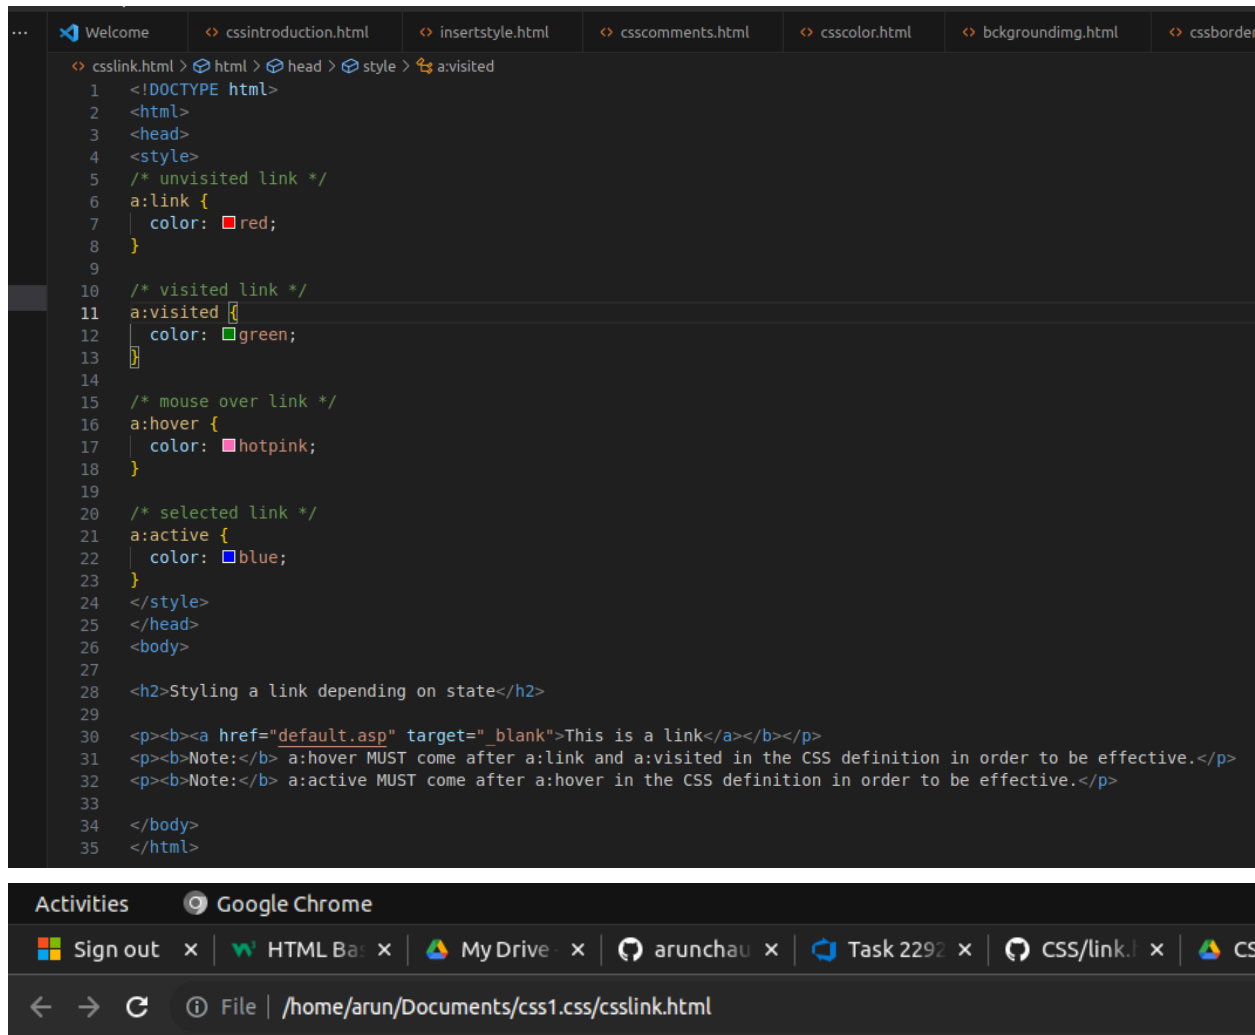 Welcome cssintroduction.html insertstyle.html csscomments.html csscolor.html bckgroundimg.html cssborder
csslink.html > html > head > style > a:visited
1 <!DOCTYPE html>
2 <html>
3 <head>
4 <style>
5 /* unvisited link */
6 a:link {
7 color: red;
8 }
9
10 /* visited link */
11 a:visited {
12 color: green;
13 }
14
15 /* mouse over link */
16 a:hover {
17 color: hotpink;
18 }
19
20 /* selected link */
21 a:active {
22 color: blue;
23 }
24 </style>
25 </head>
26 <body>
27
28 <h2>Styling a link depending on state</h2>
29
30 <p><b><a href="default.asp" target="_blank">This is a link</a></b></p>
31 <p><b>Note:</b> a:hover MUST come after a:link and a:visited in the CSS definition in order to be effective.</p>
32 <p><b>Note:</b> a:active MUST come after a:hover in the CSS definition in order to be effective.</p>
33
34 </body>
35 </html>
Activities Google Chrome
Sign out HTML Bas My Drive - arunchau Task 2292 CSS/link.h CS
File /home/arun/Documents/css1.css/csslink.html